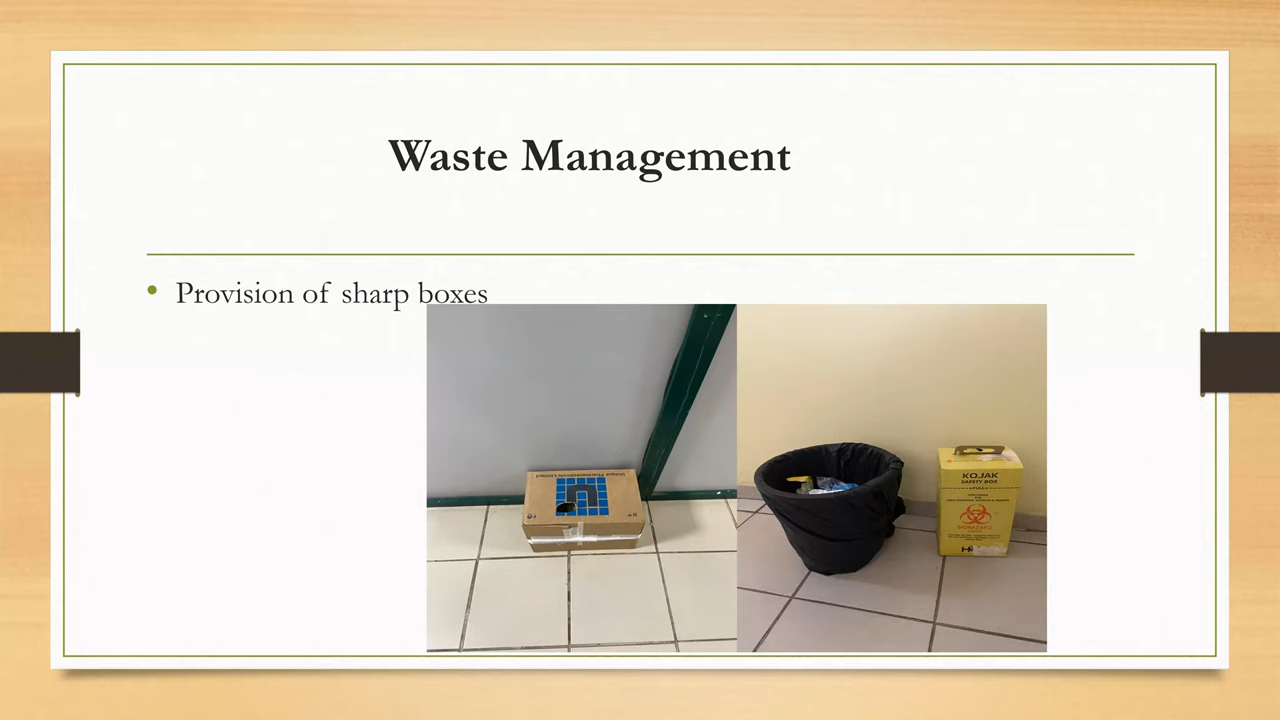 Waste Management
• Provision of sharp boxes
KOJAK
SAFETY BOX
BIOHAZARD